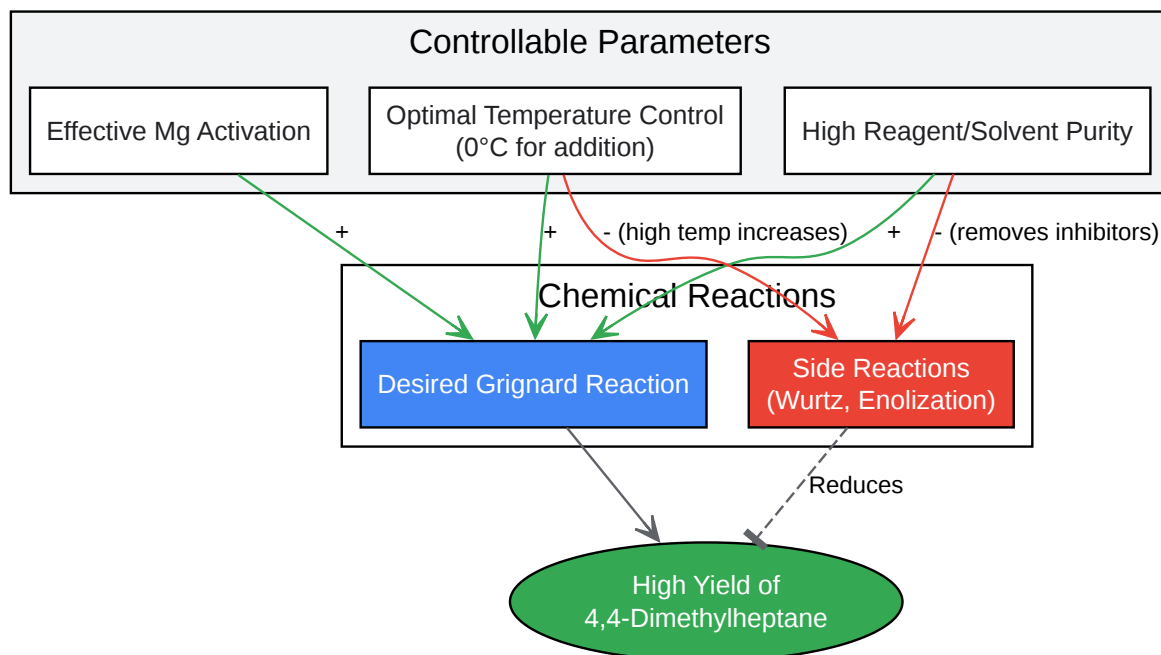 Controllable Parameters
Effective Mg Activation
Optimal Temperature Control
(0°C for addition)
High Reagent/Solvent Purity
+
+
- (high temp increases)
+
- (removes inhibitors)
Chemical Reactions
Desired Grignard Reaction
Side Reactions
(Wurtz, Enolization)
Reduces
High Yield of
4,4-Dimethylheptane